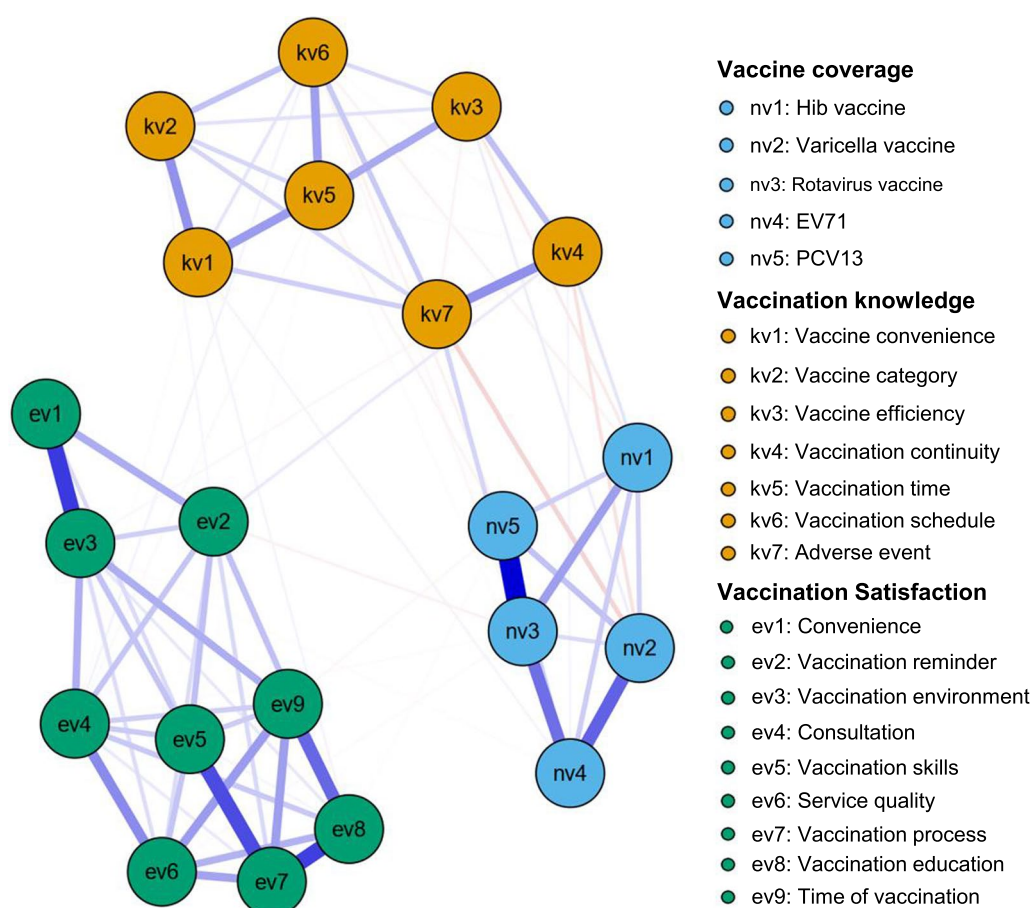 kv6
kv3
kv2
kv5
kv4
kv1
kv7
ev1
nv1
ev2
nv5
ev3
nv3
nv2
ev9
ev4
ev5
nv4
ev8
ev6
ev7
Vaccine coverage
nv1: Hib vaccine
nv2: Varicella vaccine
nv3: Rotavirus vaccine
nv4: EV71
nv5: PCV13
Vaccination knowledge
kv1: Vaccine convenience
kv2: Vaccine category
kv3: Vaccine efficiency
kv4: Vaccination continuity
kv5: Vaccination time
kv6: Vaccination schedule
kv7: Adverse event
Vaccination Satisfaction
ev1: Convenience
ev2: Vaccination reminder
ev3: Vaccination environment
ev4: Consultation
ev5: Vaccination skills
ev6: Service quality
ev7: Vaccination process
ev8: Vaccination education
ev9: Time of vaccination